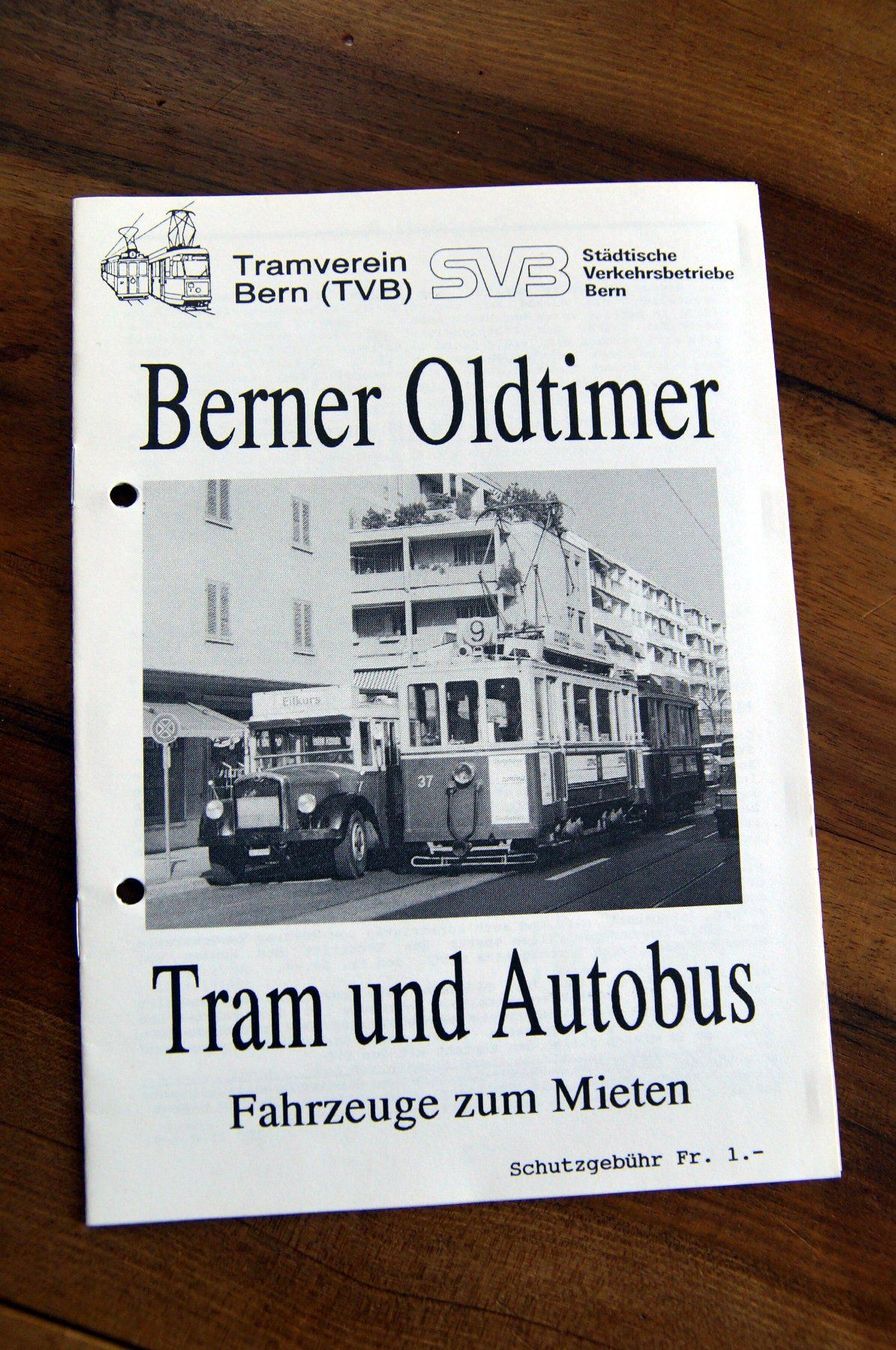 Tramverein
Bern (TVB)
SVB
Städtische
Verkehrsbetriebe
Bern
Berner Oldtimer
9
Eilkurs
37
Tram und Autobus
Fahrzeuge zum Mieten
Schutzgebühr Fr. 1.-